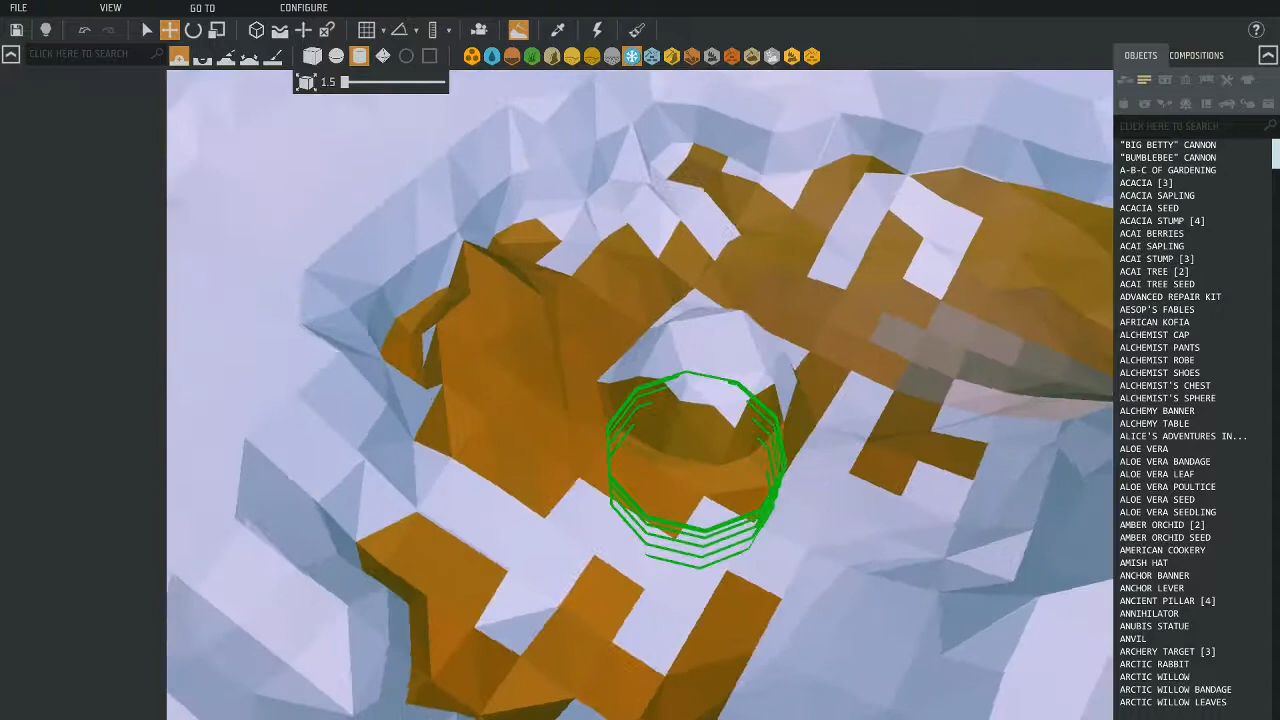 FILE
VIEW
GO TO
CONFIGURE
CLICK HERE TO SEARCH
1.5
OBJECTS
COMPOSITIONS
CLICK HERE TO SEARCH
"BIG BETTY" CANNON
"BUMBLEBEE" CANNON
A-B-C OF GARDENING
ACACIA [3]
ACACIA SAPLING
ACACIA SEED
ACACIA STUMP [4]
ACAI BERRIES
ACAI SAPLING
ACAI STUMP [3]
ACAI TREE [2]
ACAI TREE SEED
ADVANCED REPAIR KIT
AESOP'S FABLES
AFRICAN KOFIA
ALCHEMIST CAP
ALCHEMIST PANTS
ALCHEMIST ROBE
ALCHEMIST SHOES
ALCHEMIST'S CHEST
ALCHEMIST'S SPHERE
ALCHEMY BANNER
ALCHEMY TABLE
ALICE'S ADVENTURES IN...
ALOE VERA
ALOE VERA BANDAGE
ALOE VERA LEAF
ALOE VERA POULTICE
ALOE VERA SEED
ALOE VERA SEEDLING
AMBER ORCHID [2]
AMBER ORCHID SEED
AMERICAN COOKERY
AMISH HAT
ANCHOR BANNER
ANCHOR LEVER
ANCIENT PILLAR [4]
ANNIHILATOR
ANUBIS STATUE
ANVIL
ARCHERY TARGET [3]
ARCTIC RABBIT
ARCTIC WILLOW
ARCTIC WILLOW BANDAGE
ARCTIC WILLOW LEAVES